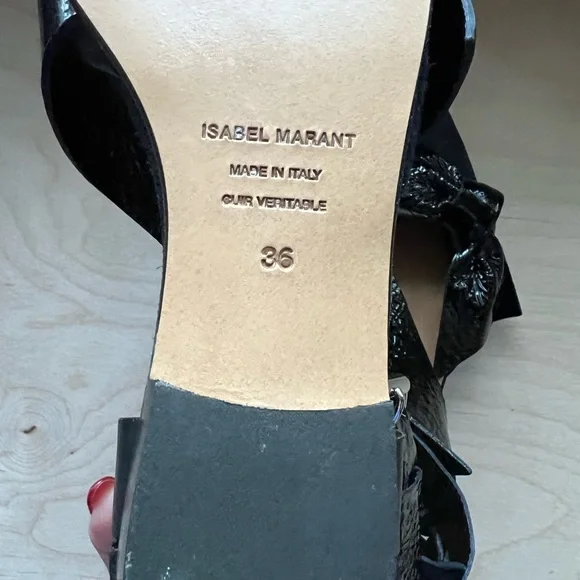 ISABEL MARANT
MADE IN ITALY
CUIR VERITABLE
36